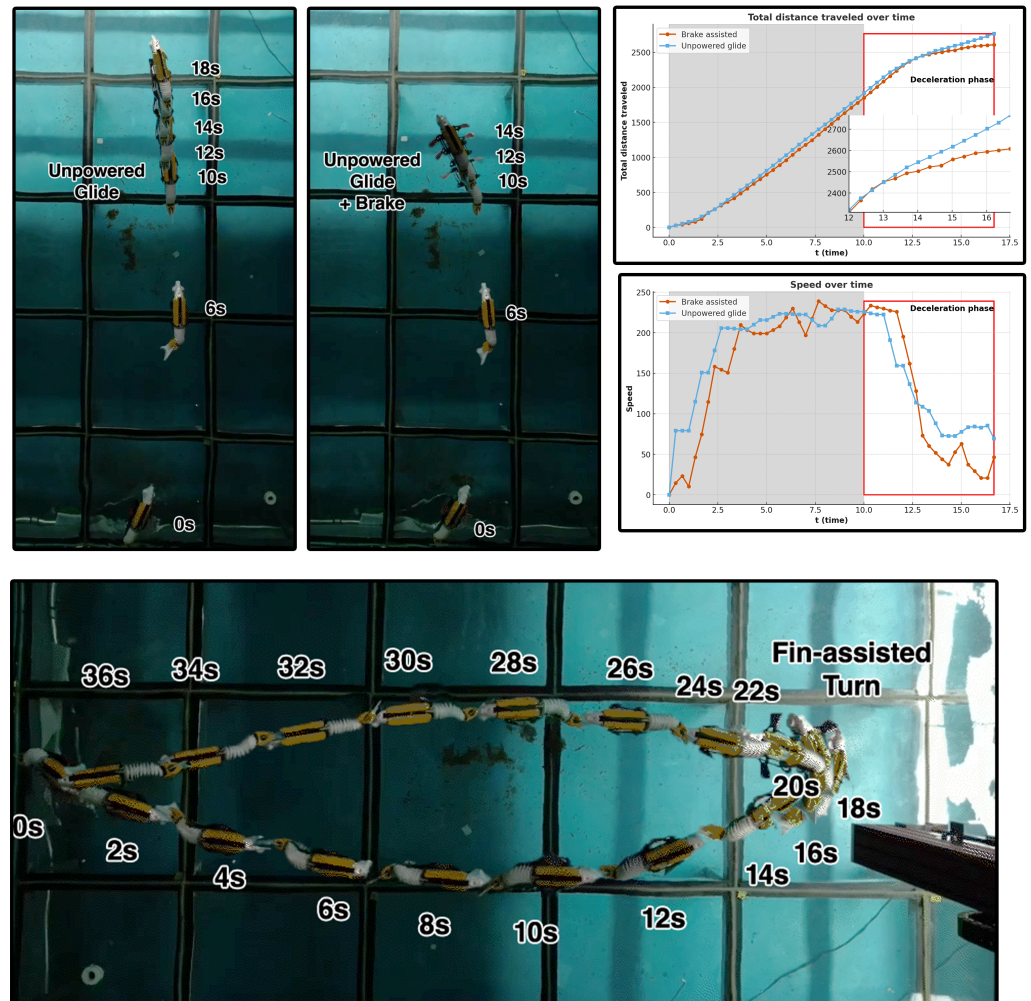 18s
16s
14s
12s
10s
Unpowered
Glide
6s
0s
14s
12s
10s
Unpowered
Glide
+ Brake
6s
0s
Total distance traveled over time
Brake assisted
Unpowered glide
Deceleration phase
Total distance traveled
2500
2000
1500
1000
500
0
2700
2600
2500
2400
12
13
14
15
16
0.0
2.5
5.0
7.5
10.0
12.5
15.0
17.5
t (time)
Speed over time
Brake assisted
Unpowered glide
Deceleration phase
Speed
250
200
150
100
50
0
0.0
2.5
5.0
7.5
10.0
12.5
15.0
17.5
t (time)
Fin-assisted
Turn
36s
34s
32s
30s
28s
26s
24s
22s
20s
18s
16s
14s
12s
10s
8s
6s
4s
2s
0s